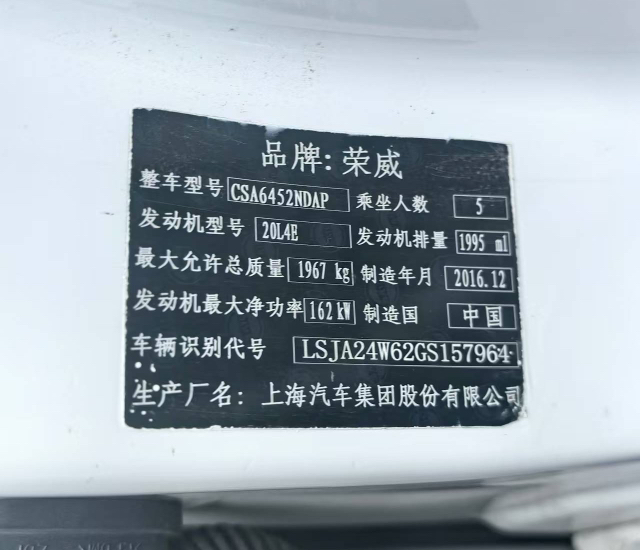 品牌: 荣威
整车型号 CSA6452NDAP 乘坐人数 5
发动机型号 20L4E 发动机排量 1995 ml
最大允许总质量 1967 kg 制造年月 2016.12
发动机最大净功率 162 kW 制造国 中国
车辆识别代号 LSJA24W62GS157964
生产厂名: 上海汽车集团股份有限公司